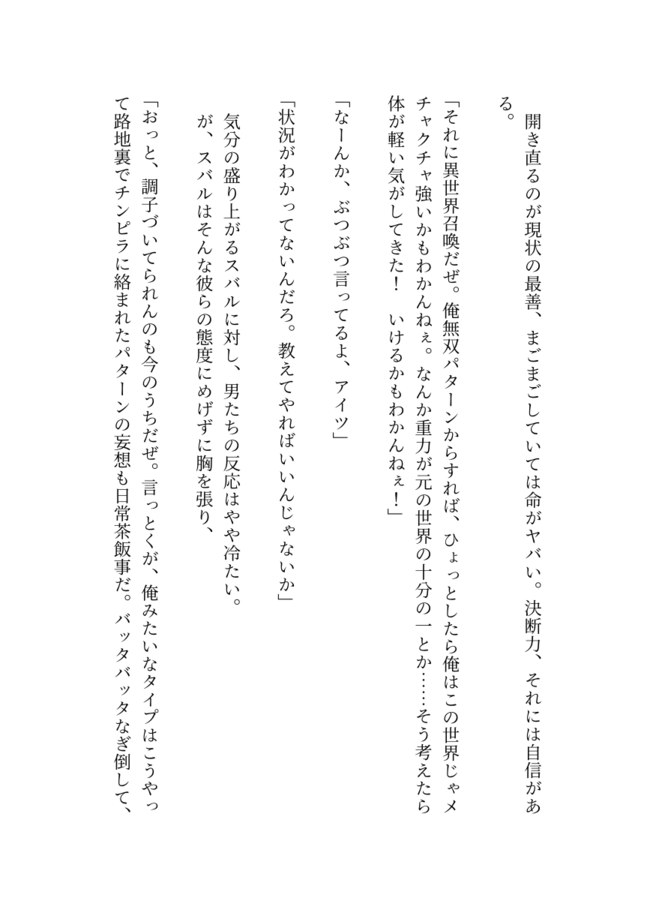 開き直るのが現状の最善、まごまごしていては命がヤバい。決断力、それには自信があ
る。
「それに異世界召喚だぜ。俺無双パターンからすれば、ひょっとしたら俺はこの世界じゃメ
チャクチャ強いかもわかんねぇ。なんか重力が元の世界の十分の一とか……そう考えたら
体が軽い気がしてきた！　いけるかもわかんねぇ！」
「なーんか、ぶつぶつ言ってるよ、アイツ」
「状況がわかってないんだろ。教えてやればいいんじゃないか」
気分の盛り上がるスバルに対し、男たちの反応はやや冷たい。
が、スバルはそんな彼らの態度にめげずに胸を張り、
「おっと、調子づいてられんのも今のうちだぜ。言っとくが、俺みたいなタイプはこうやっ
て路地裏でチンピラに絡まれたパターンの妄想も日常茶飯事だ。バッタバッタなぎ倒して、